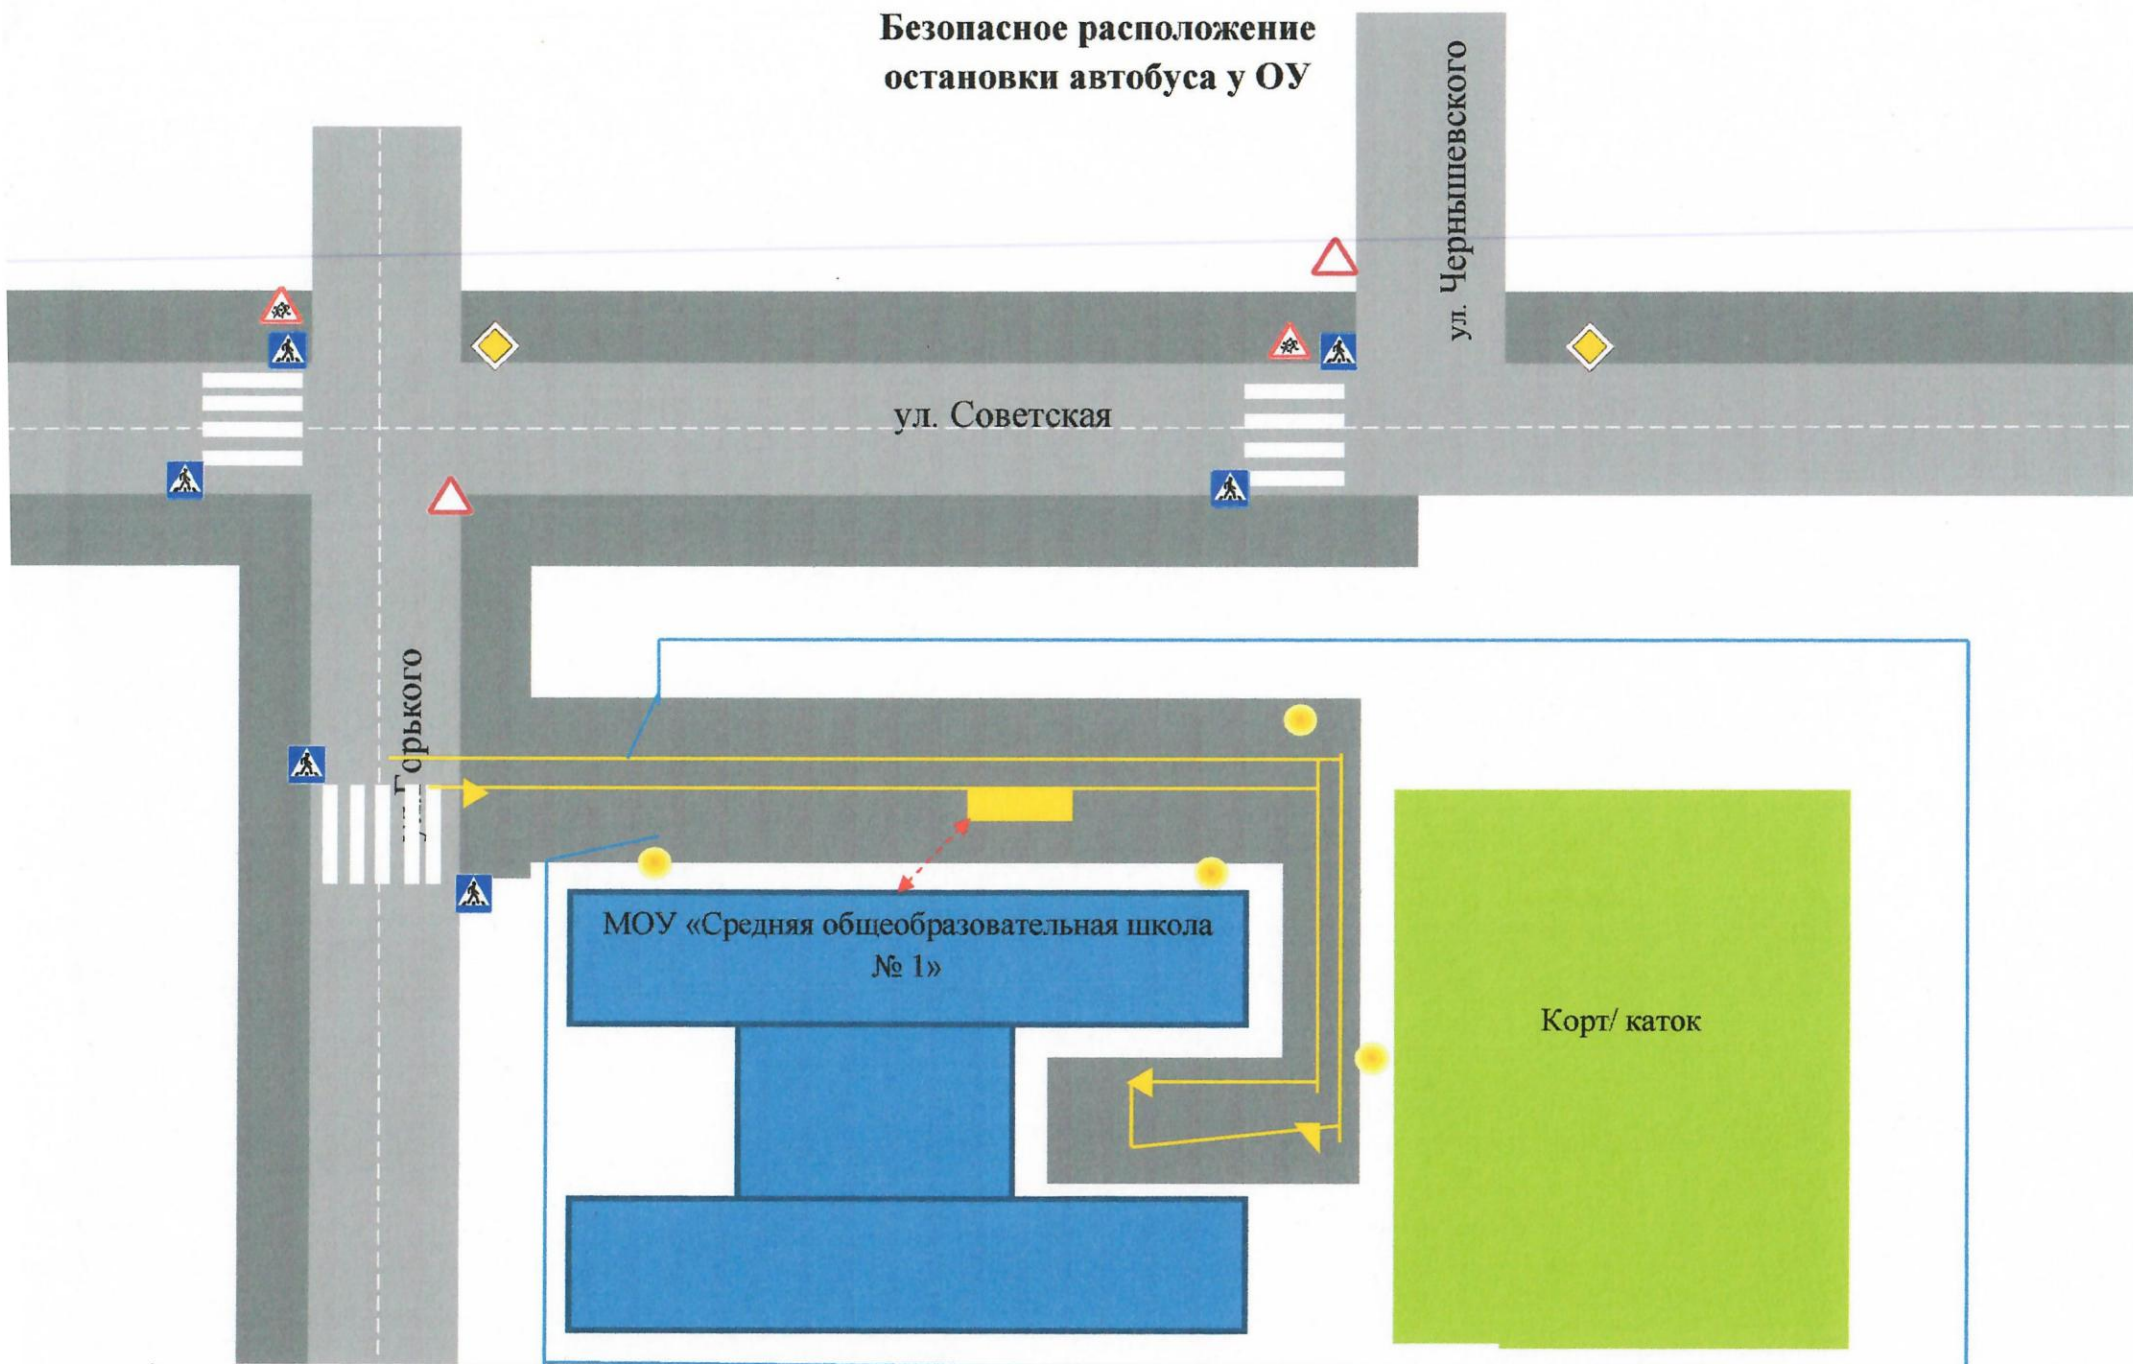 Безопасное расположение
остановки автобуса у ОУ
ул. Чернышевского
ул. Советская
ул. Горького
МОУ «Средняя общеобразовательная школа
№ 1»
Корт/ каток